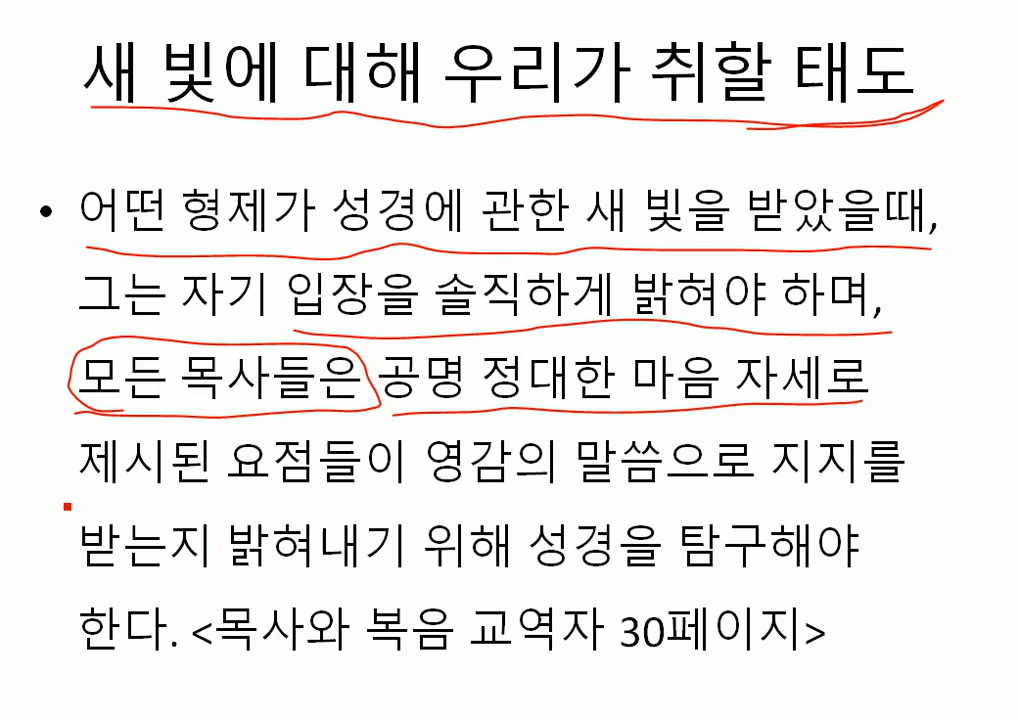 새 빛에 대해 우리가 취할 태도
• 어떤 형제가 성경에 관한 새 빛을 받았을때,
그는 자기 입장을 솔직하게 밝혀야 하며,
모든 목사들은 공명 정대한 마음 자세로
제시된 요점들이 영감의 말씀으로 지지를
받는지 밝혀내기 위해 성경을 탐구해야
한다. <목사와 복음 교역자 30페이지>